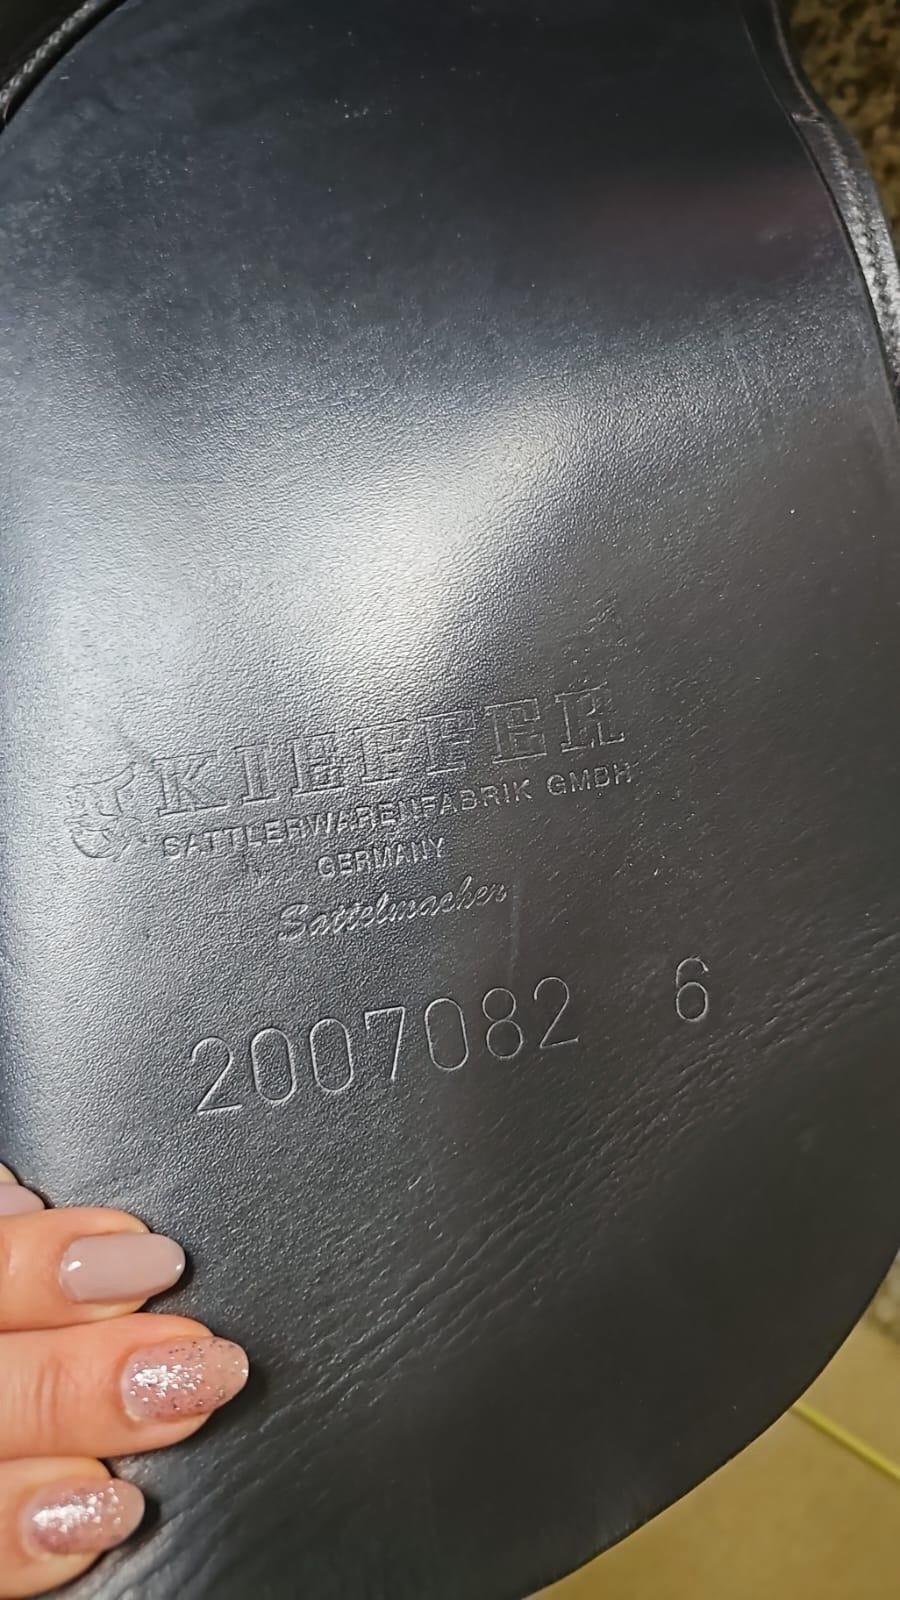 KIEFFER
SATTLERWARENFABRIK GMBH
GERMANY
Sattelmacher
2007082 6